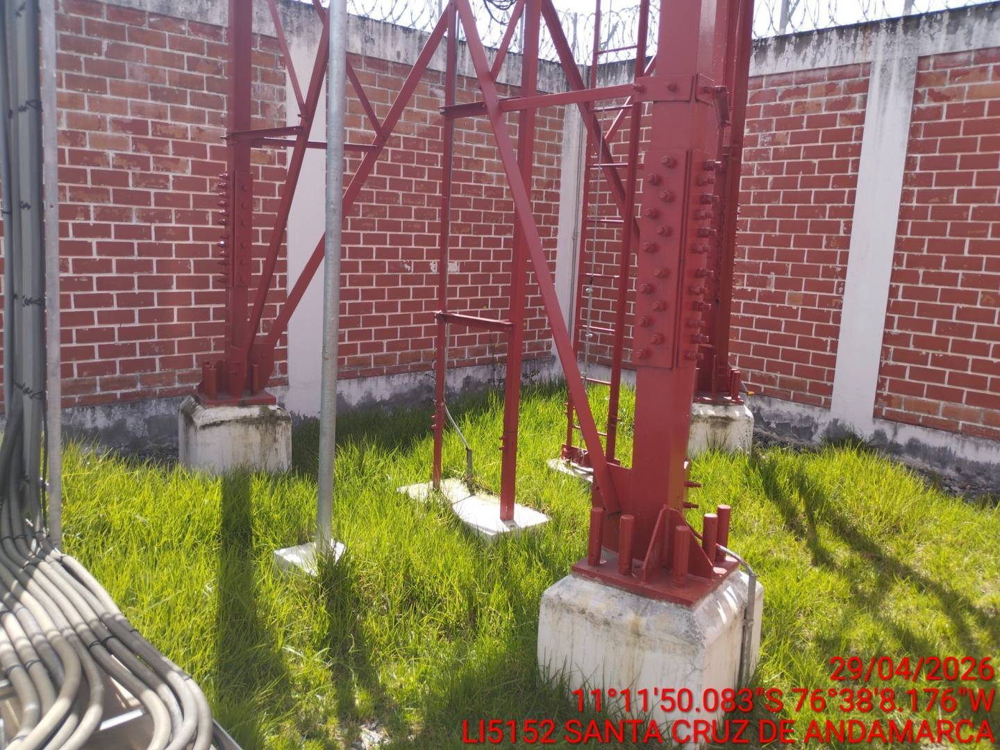 29/04/2026
11°11'50.083"S 76°38'8.176"W
LI5152 SANTA CRUZ DE ANDAMARCA